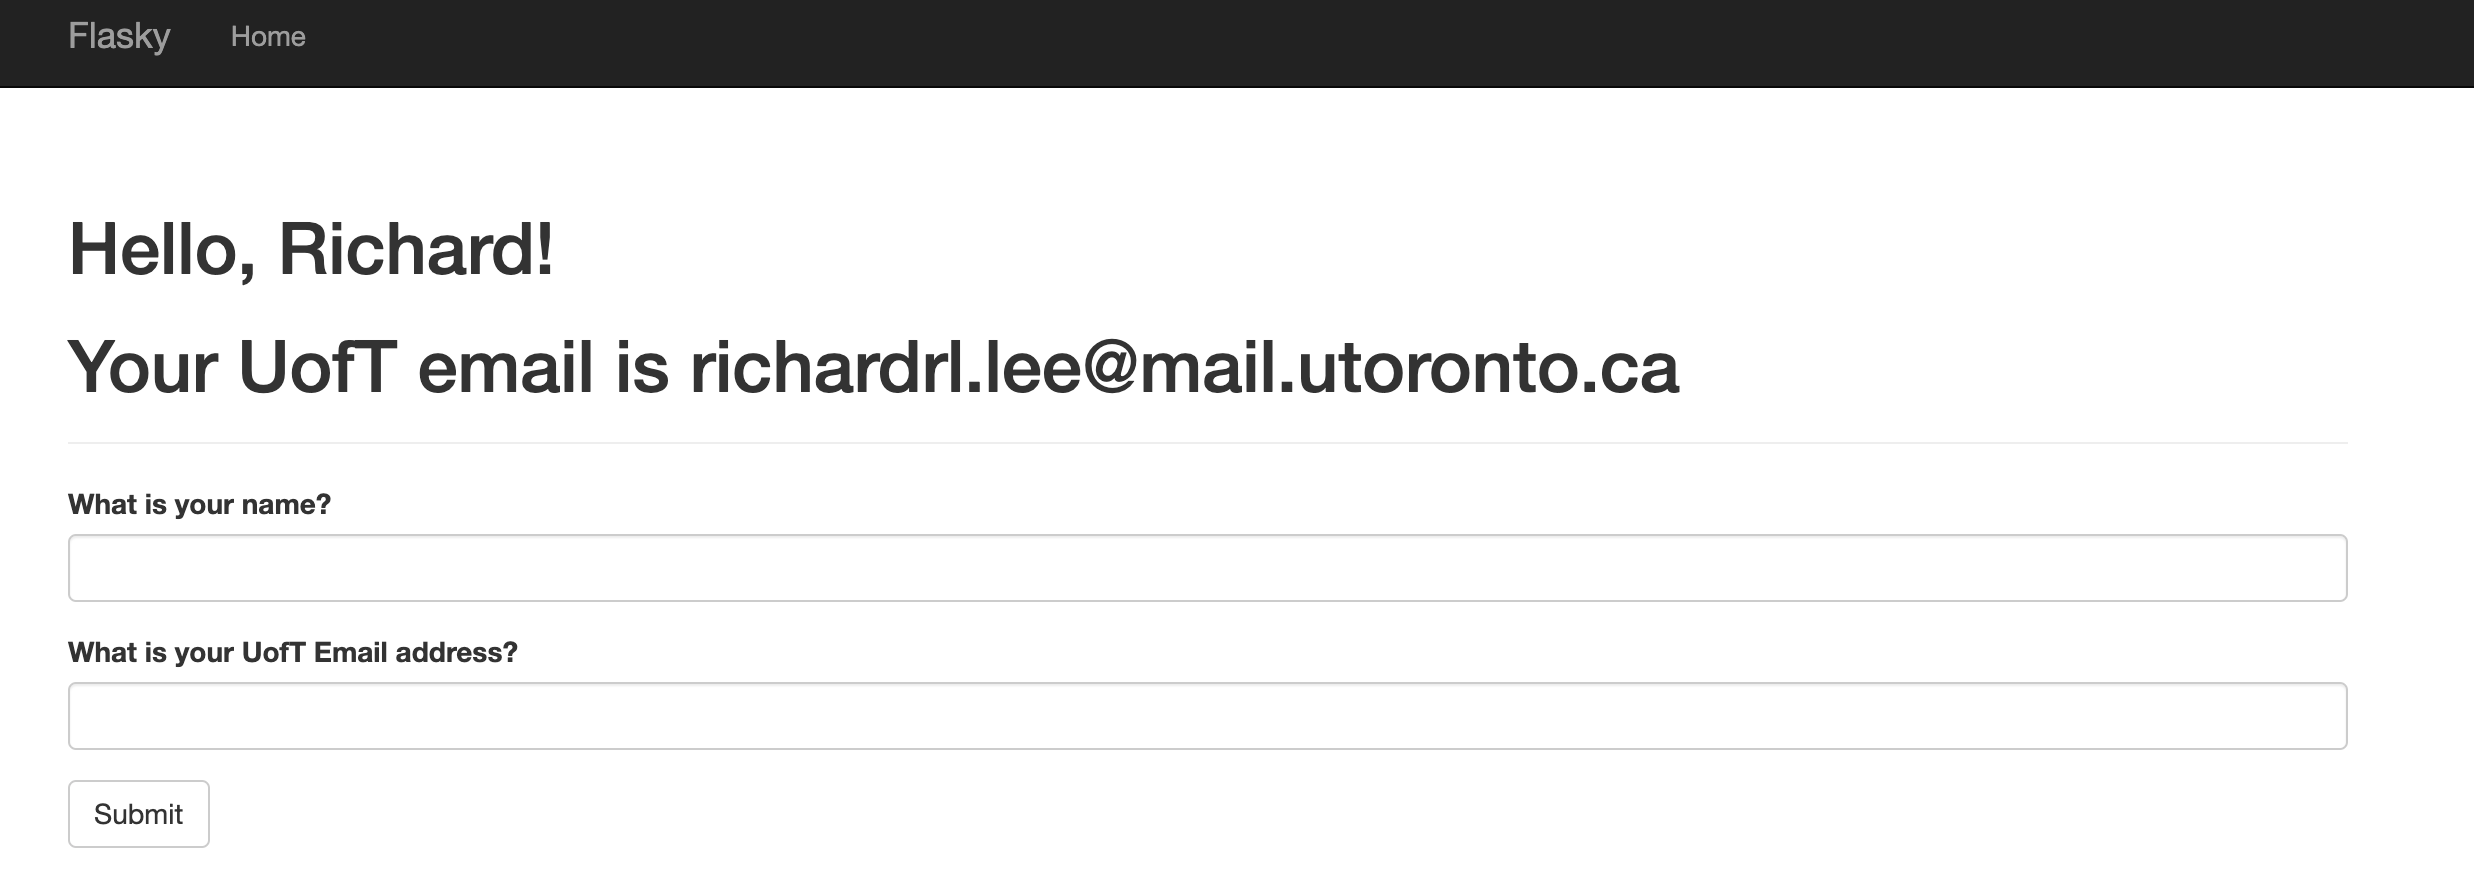 Flasky Home
Hello, Richard!
Your UofT email is richardrl.lee@mail.utoronto.ca
What is your name?
What is your UofT Email address?
Submit